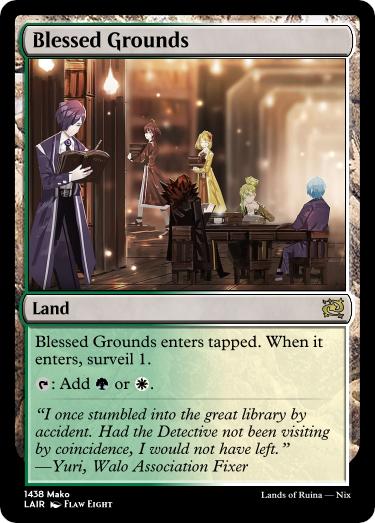 Blessed Grounds
Land
Blessed Grounds enters tapped. When it
enters, surveil 1.
: Add or .
“I once stumbled into the great library by
accident. Had the Detective not been visiting
by coincidence, I would not have left.”
—Yuri, Walo Association Fixer
1438 Mako
Lands of Ruina — Nix
LAIR Flaw Eight